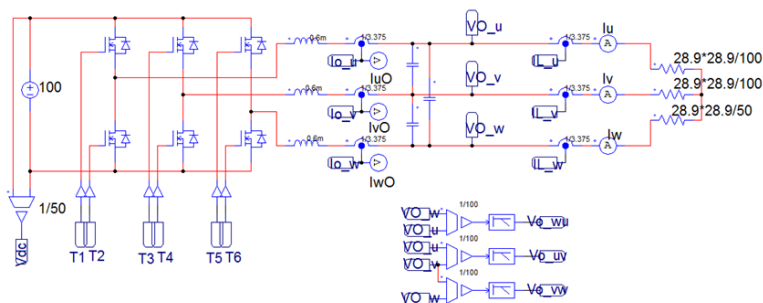 VO_u
Iu
0.6m
1/3.375
1/3.375
A
28.9*28.9/100
Io_u
V
IuO
IL_u
100
VO_v
Iv
28.9*28.9/100
0.6m
1/3.375
1/3.375
A
Io_v
V
IvO
IL_v
28.9*28.9/50
VO_w
Iw
0.6m
1/3.375
1/3.375
A
Io_w
V
IwO
IL_w
1/50
Vdc
T1 T2
T3 T4
T5 T6
1/100
VO_w
VO_u
Vo_wu
1/100
VO_u
VO_v
Vo_uv
1/100
VO_w
Vo_vw